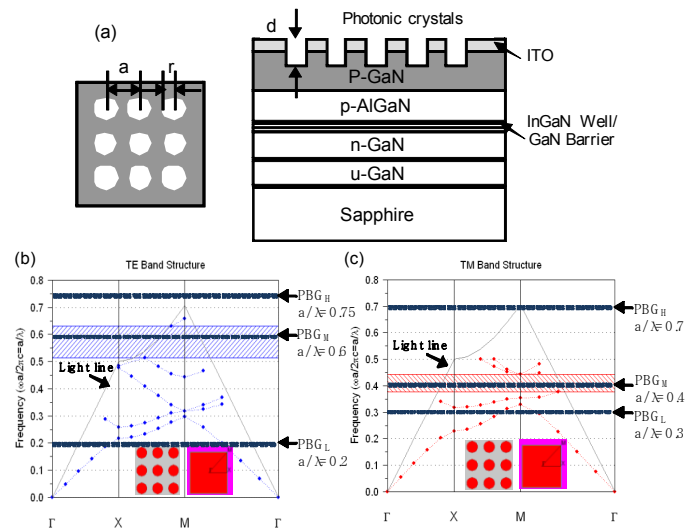 (a)
d
Photonic crystals
a
r
ITO
P-GaN
p-AlGaN
InGaN Well/
GaN Barrier
n-GaN
u-GaN
Sapphire
(b)
TE Band Structure
Frequency (ωa/2πc=a/λ)
0.8
0.7
0.6
0.5
0.4
0.3
0.2
0.1
0.0
Γ
X
M
Γ
Light line
PBG_H
a/λ=0.75
PBG_M
a/λ=0.6
PBG_L
a/λ=0.2
(c)
TM Band Structure
Frequency (ωa/2πc=a/λ)
0.8
0.7
0.6
0.5
0.4
0.3
0.2
0.1
0.0
Γ
X
M
Γ
Light line
PBG_H
a/λ=0.7
PBG_M
a/λ=0.4
PBG_L
a/λ=0.3